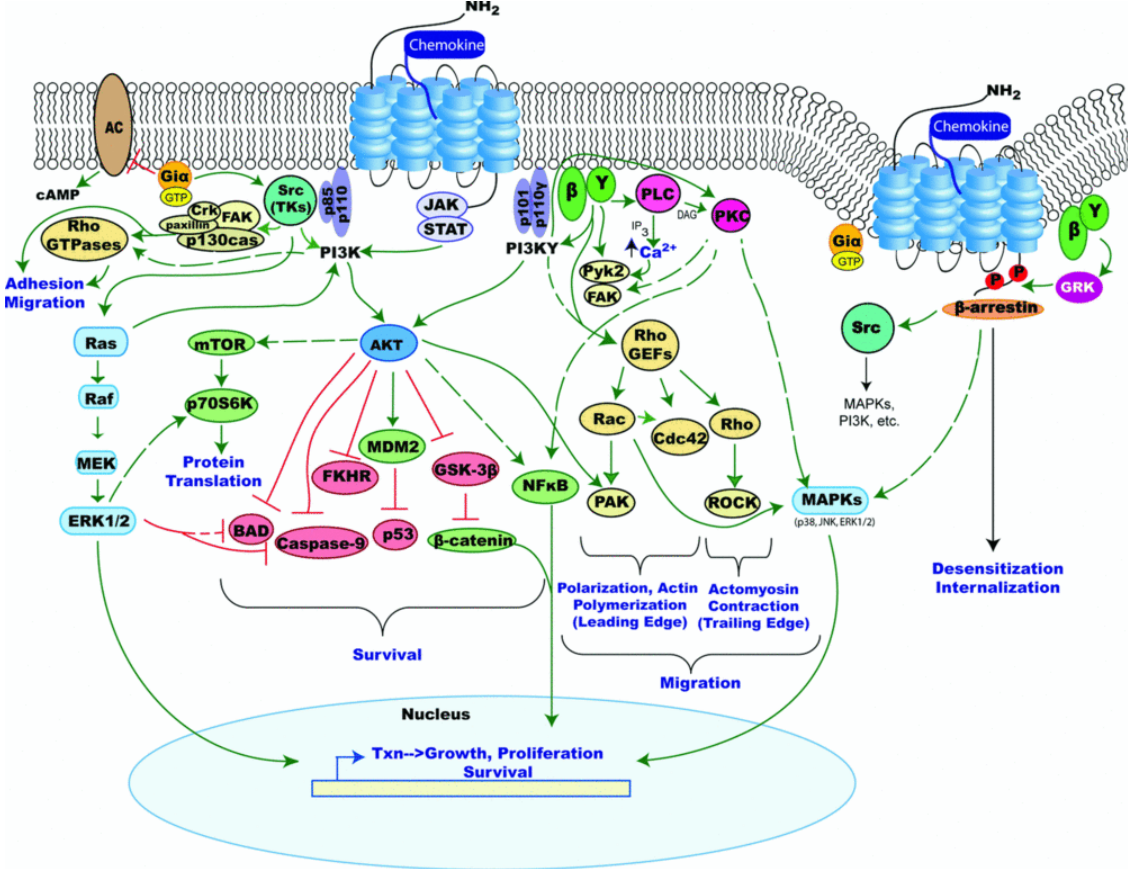 NH2
Chemokine
AC
Giα
GTP
cAMP
Src
(TKs)
p85
p110
JAK
STAT
p101
p110γ
β
Y
PLC
DAG
PKC
IP3
Ca2+
Crk
FAK
paxillin
p130cas
Rho
GTPases
PI3K
PI3KY
Pyk2
FAK
Adhesion
Migration
NH2
Chemokine
Giα
GTP
Y
β
P
P
GRK
β-arrestin
Src
MAPKs,
PI3K, etc.
Ras
mTOR
AKT
Rho
GEFs
Raf
p70S6K
Rac
Cdc42
Rho
MDM2
MEK
Protein
Translation
FKHR
GSK-3β
NFκB
PAK
ROCK
MAPKs
(p38, JNK, ERK1/2)
ERK1/2
BAD
Caspase-9
p53
β-catenin
Desensitization
Internalization
Polarization, Actin
Polymerization
(Leading Edge)
Actomyosin
Contraction
(Trailing Edge)
Survival
Migration
Nucleus
Txn-->Growth, Proliferation
Survival